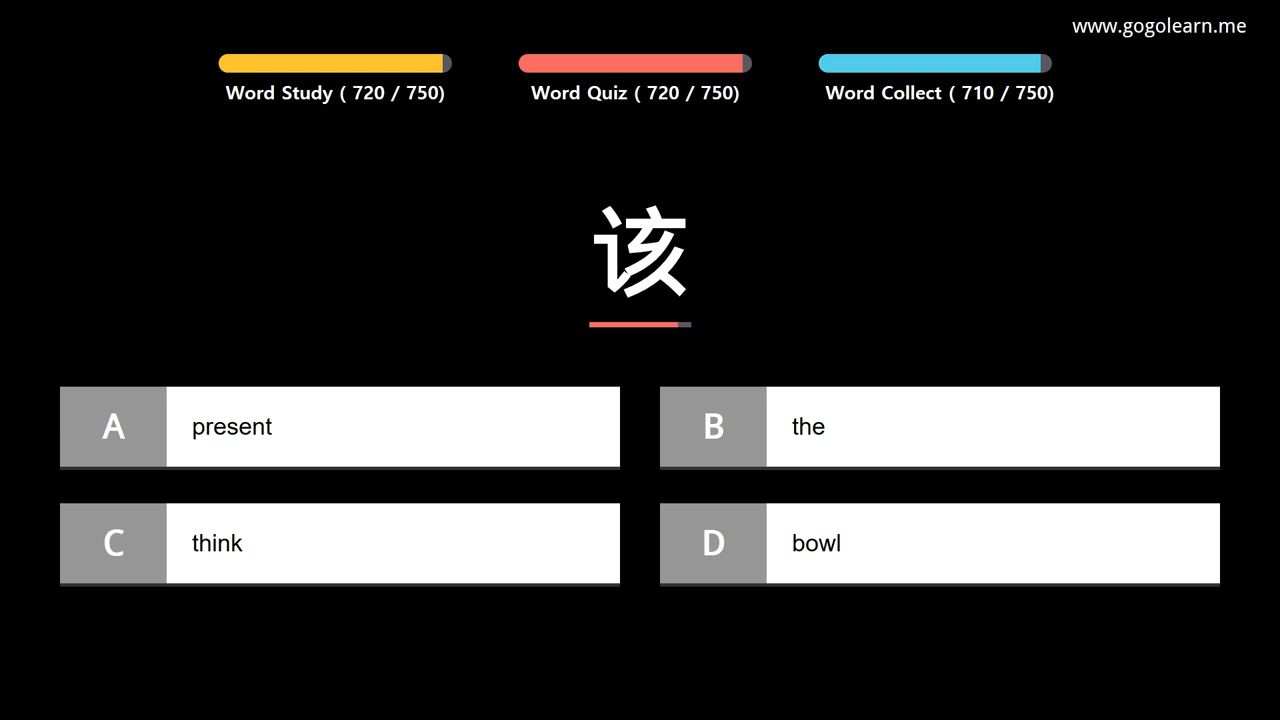 www.gogolearn.me
Word Study ( 720 / 750)
Word Quiz ( 720 / 750)
Word Collect ( 710 / 750)
该
A present
B the
C think
D bowl